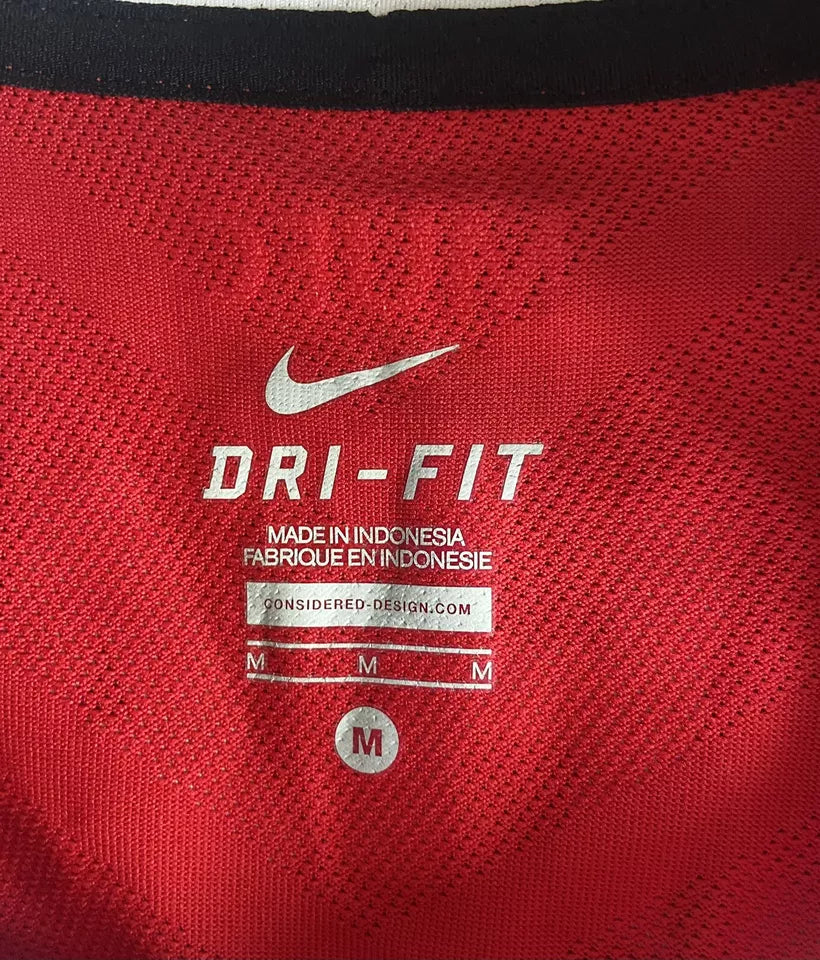 DRI-FIT
MADE IN INDONESIA
FABRIQUE EN INDONESIE
CONSIDERED-DESIGN.COM
M M M
M